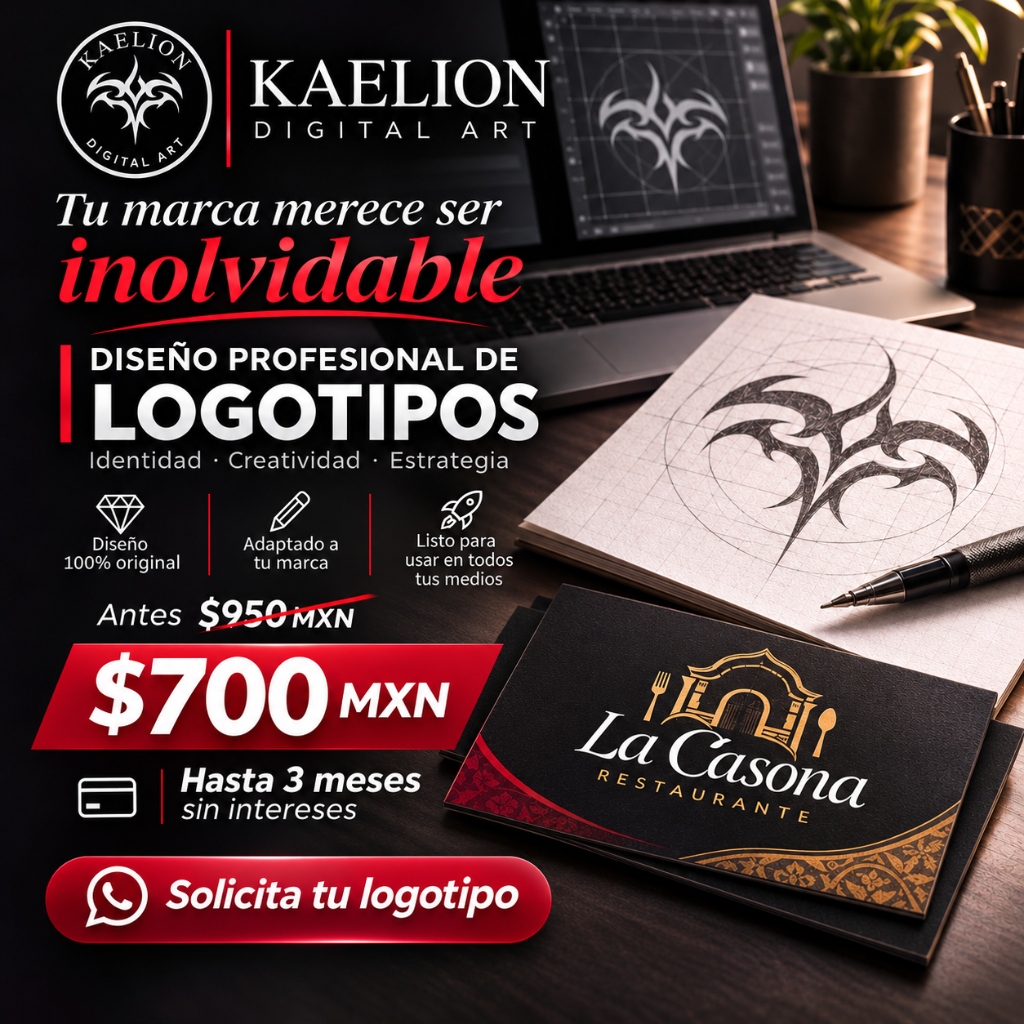 KAELION
DIGITAL ART
KAELION
DIGITAL ART
Tu marca merece ser
inolvidable
DISEÑO PROFESIONAL DE
LOGOTIPOS
Identidad · Creatividad · Estrategia
Diseño
100% original
Adaptado a
tu marca
Listo para
usar en todos
tus medios
Antes $950 MXN
$700 MXN
Hasta 3 meses
sin intereses
Solicita tu logotipo
La Casona
RESTAURANTE